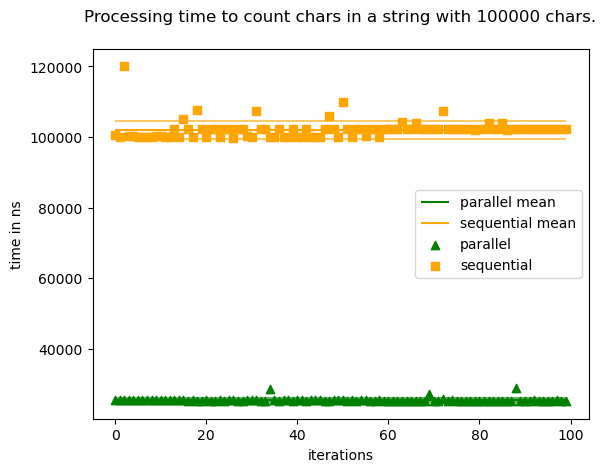 Processing time to count chars in a string with 100000 chars.
120000
100000
80000
60000
40000
time in ns
parallel mean
sequential mean
parallel
sequential
0
20
40
60
80
100
iterations